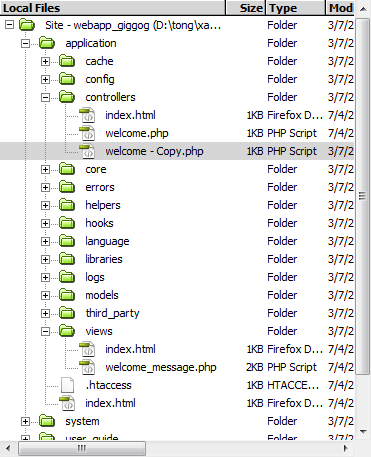 Local Files Size Type Mod
Site - webapp_giggog (D:\tong\xa... Folder 3/7/2
application Folder 3/7/2
cache Folder 3/7/2
config Folder 3/7/2
controllers Folder 3/7/2
index.html 1KB Firefox D... 7/4/2
welcome.php 1KB PHP Script 7/4/2
welcome - Copy.php 1KB PHP Script 3/7/2
core Folder 3/7/2
errors Folder 3/7/2
helpers Folder 3/7/2
hooks Folder 3/7/2
language Folder 3/7/2
libraries Folder 3/7/2
logs Folder 3/7/2
models Folder 3/7/2
third_party Folder 3/7/2
views Folder 3/7/2
index.html 1KB Firefox D... 7/4/2
welcome_message.php 2KB PHP Script 7/4/2
.htaccess 1KB HTACCE... 7/4/2
index.html 1KB Firefox D... 7/4/2
system Folder 3/7/2
user_guide Folder 3/7/2